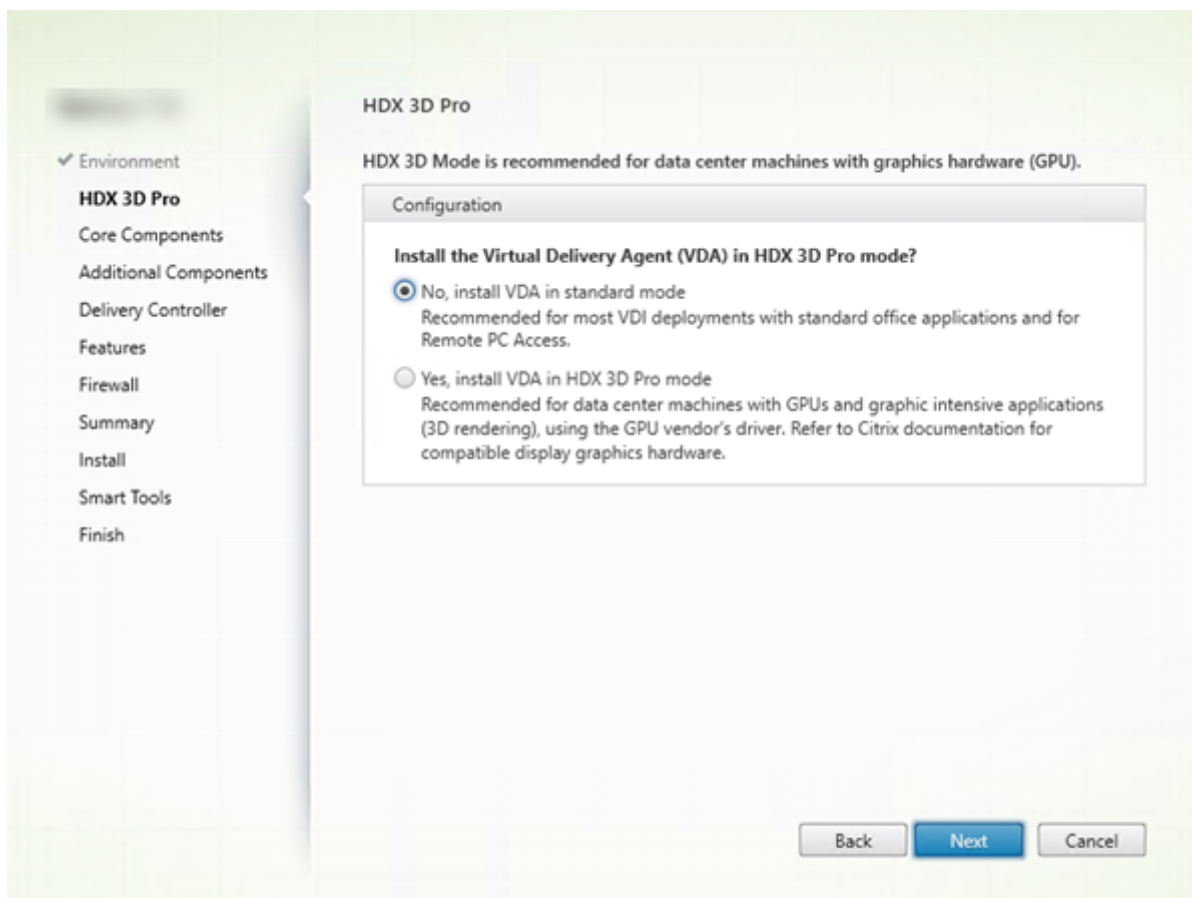 HDX 3D Pro
Environment
HDX 3D Mode is recommended for data center machines with graphics hardware (GPU).
HDX 3D Pro
Core Components
Additional Components
Delivery Controller
Features
Firewall
Summary
Install
Smart Tools
Finish
Configuration
Install the Virtual Delivery Agent (VDA) in HDX 3D Pro mode?
No, install VDA in standard mode
Recommended for most VDI deployments with standard office applications and for
Remote PC Access.
Yes, install VDA in HDX 3D Pro mode
Recommended for data center machines with GPUs and graphic intensive applications
(3D rendering), using the GPU vendor's driver. Refer to Citrix documentation for
compatible display graphics hardware.
Back
Next
Cancel